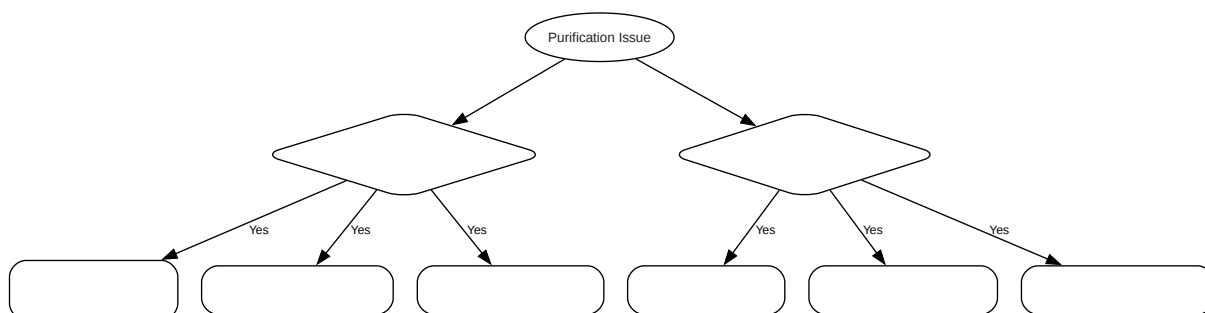 Purification Issue
Yes
Yes
Yes
Yes
Yes
Yes